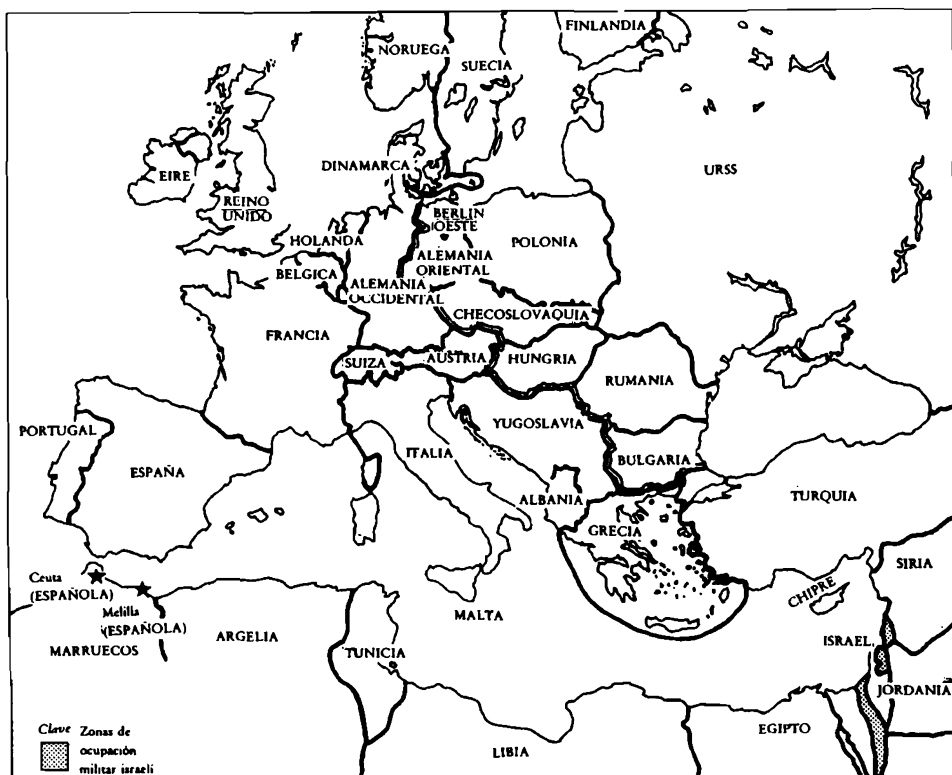 FINLANDIA
NORUEGA
SUECIA
EIRE
REINO
UNIDO
DINAMARCA
URSS
BERLIN
OESTE
HOLANDA
POLONIA
BELGICA
ALEMANIA
ORIENTAL
ALEMANIA
OCCIDENTAL
CHECOSLOVAQUIA
FRANCIA
SUIZA
AUSTRIA
HUNGRIA
RUMANIA
PORTUGAL
ESPAÑA
ITALIA
YUGOSLAVIA
BULGARIA
ALBANIA
TURQUIA
GRECIA
Ceuta
(ESPAÑOLA)
Melilla
(ESPAÑOLA)
MARRUECOS
ARGELIA
TUNICIA
MALTA
CHIPRE
SIRIA
ISRAEL
JORDANIA
LIBIA
EGIPTO
Clave Zonas de
ocupación
militar israelí